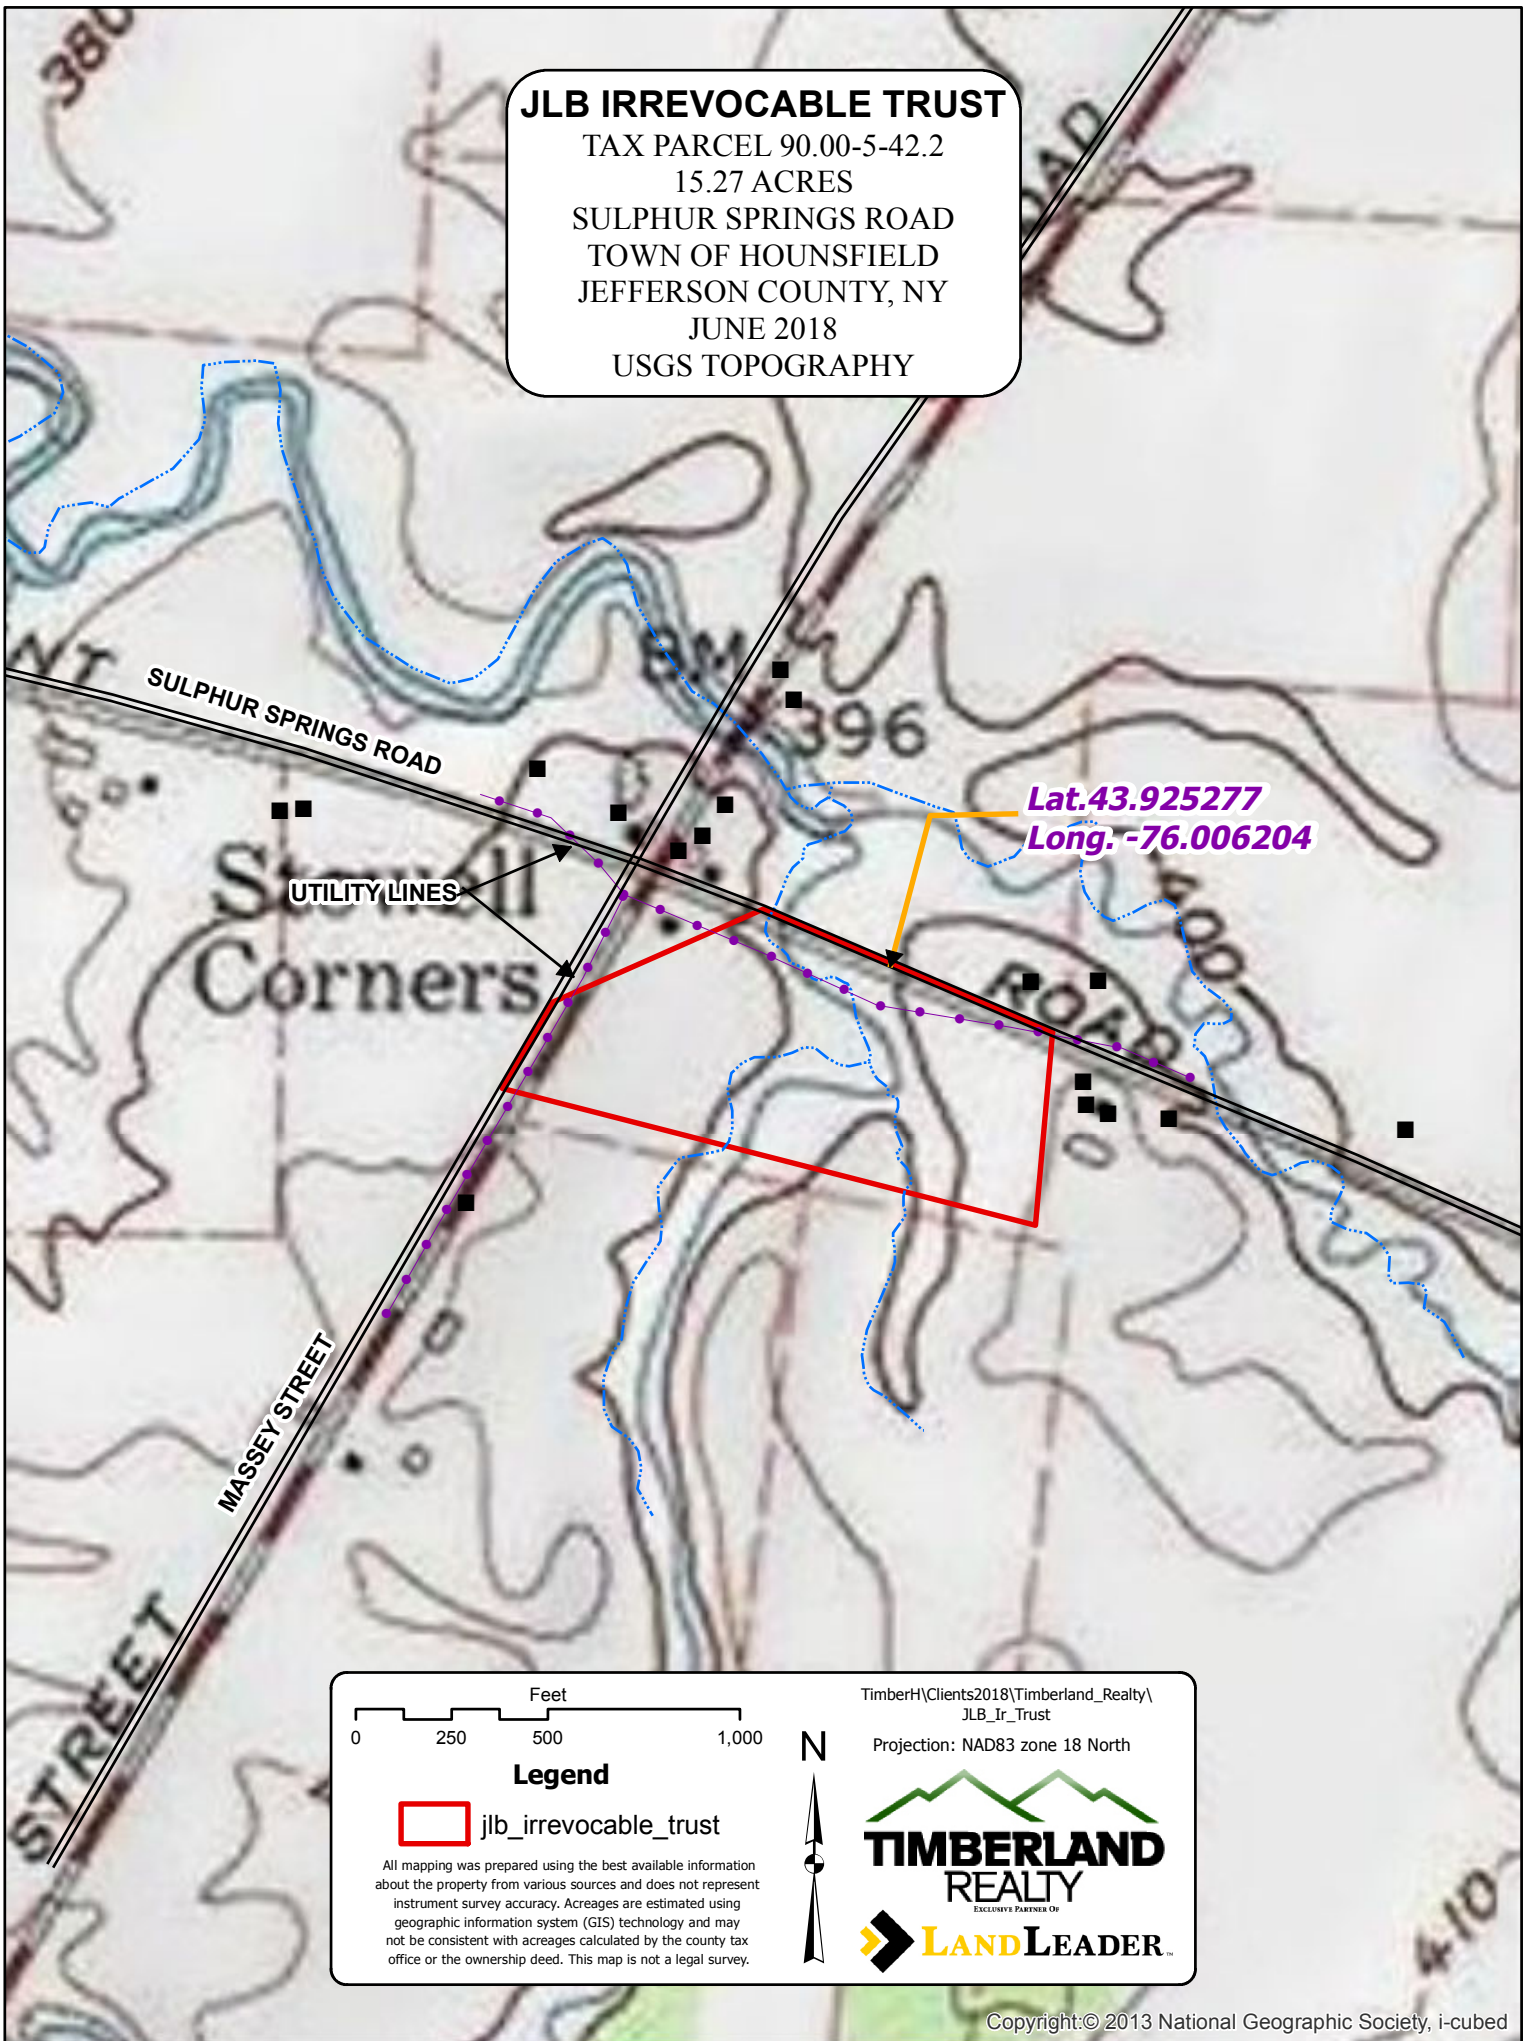 380
JLB IRREVOCABLE TRUST
TAX PARCEL 90.00-5-42.2
15.27 ACRES
SULPHUR SPRINGS ROAD
TOWN OF HOUNSFIELD
JEFFERSON COUNTY, NY
JUNE 2018
USGS TOPOGRAPHY
SULPHUR SPRINGS ROAD
BM
396
Lat.43.925277
Long. -76.006204
UTILITY LINES
Corners
400
ROAD
MASSEY STREET
STREET
410
Feet
0 250 500 1,000
Legend
jlb_irrevocable_trust
All mapping was prepared using the best available information
about the property from various sources and does not represent
instrument survey accuracy. Acreages are estimated using
geographic information system (GIS) technology and may
not be consistent with acreages calculated by the county tax
office or the ownership deed. This map is not a legal survey.
N
TimberH\Clients2018\Timberland_Realty\
JLB_Ir_Trust
Projection: NAD83 zone 18 North
TIMBERLAND
REALTY
EXCLUSIVE PARTNER OF
LANDLEADER™
Copyright:© 2013 National Geographic Society, i-cubed